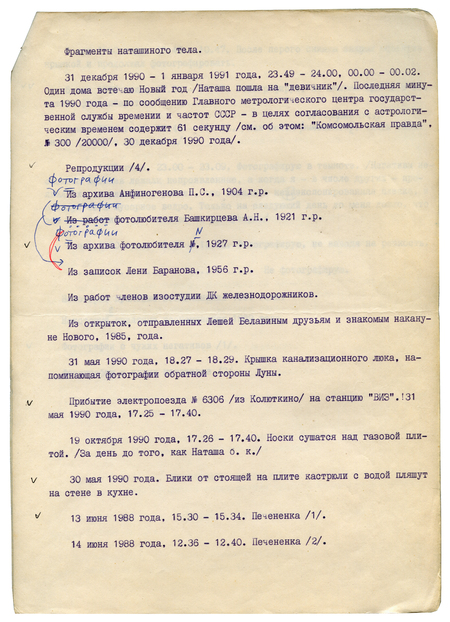 Фрагменты наташиного тела.
31 декабря 1990 - 1 января 1991 года, 23.49 - 24.00, 00.00 - 00.02.
Один дома встечаю Новый год /Наташа пошла на "девичник"/. Последняя мину-
та 1990 года - по сообщению Главного метрологического центра государст-
венной службы времении и частот СССР - в целях согласования с астрологи-
ческим временем содержит 61 секунду /см. об этом: "Комсомольская правда",
№ 300 /20000/, 30 декабря 1990 года/.
Репродукции /4/.
фотографии
Из архива Анфиногенова П.С., 1904 г.р.
фотографии
Из работ фотолюбителя Башкирцева А.Н., 1921 г.р.
фотографии
N
Из архива фотолюбителя №, 1927 г.р.
Из записок Лени Баранова, 1956 г.р.
Из работ членов изостудии ДК железнодорожников.
Из открыток, отправленных Лешей Белавиным друзьям и знакомым накану-
не Нового, 1985, года.
31 мая 1990 года, 18.27 - 18.29. Крышка канализационного люка, на-
поминающая фотографии обратной стороны Луны.
Прибытие электропоезда № 6306 /из Колюткино/ на станцию "ВИЗ". 31
мая 1990 года, 17.25 - 17.40.
19 октября 1990 года, 17.26 - 17.40. Носки сушатся над газовой пли-
той. /За день до того, как Наташа б. к./
30 мая 1990 года. Блики от стоящей на плите кастрюли с водой пляшут
на стене в кухне.
13 июня 1988 года, 15.30 - 15.34. Печененка /1/.
14 июня 1988 года, 12.36 - 12.40. Печененка /2/.